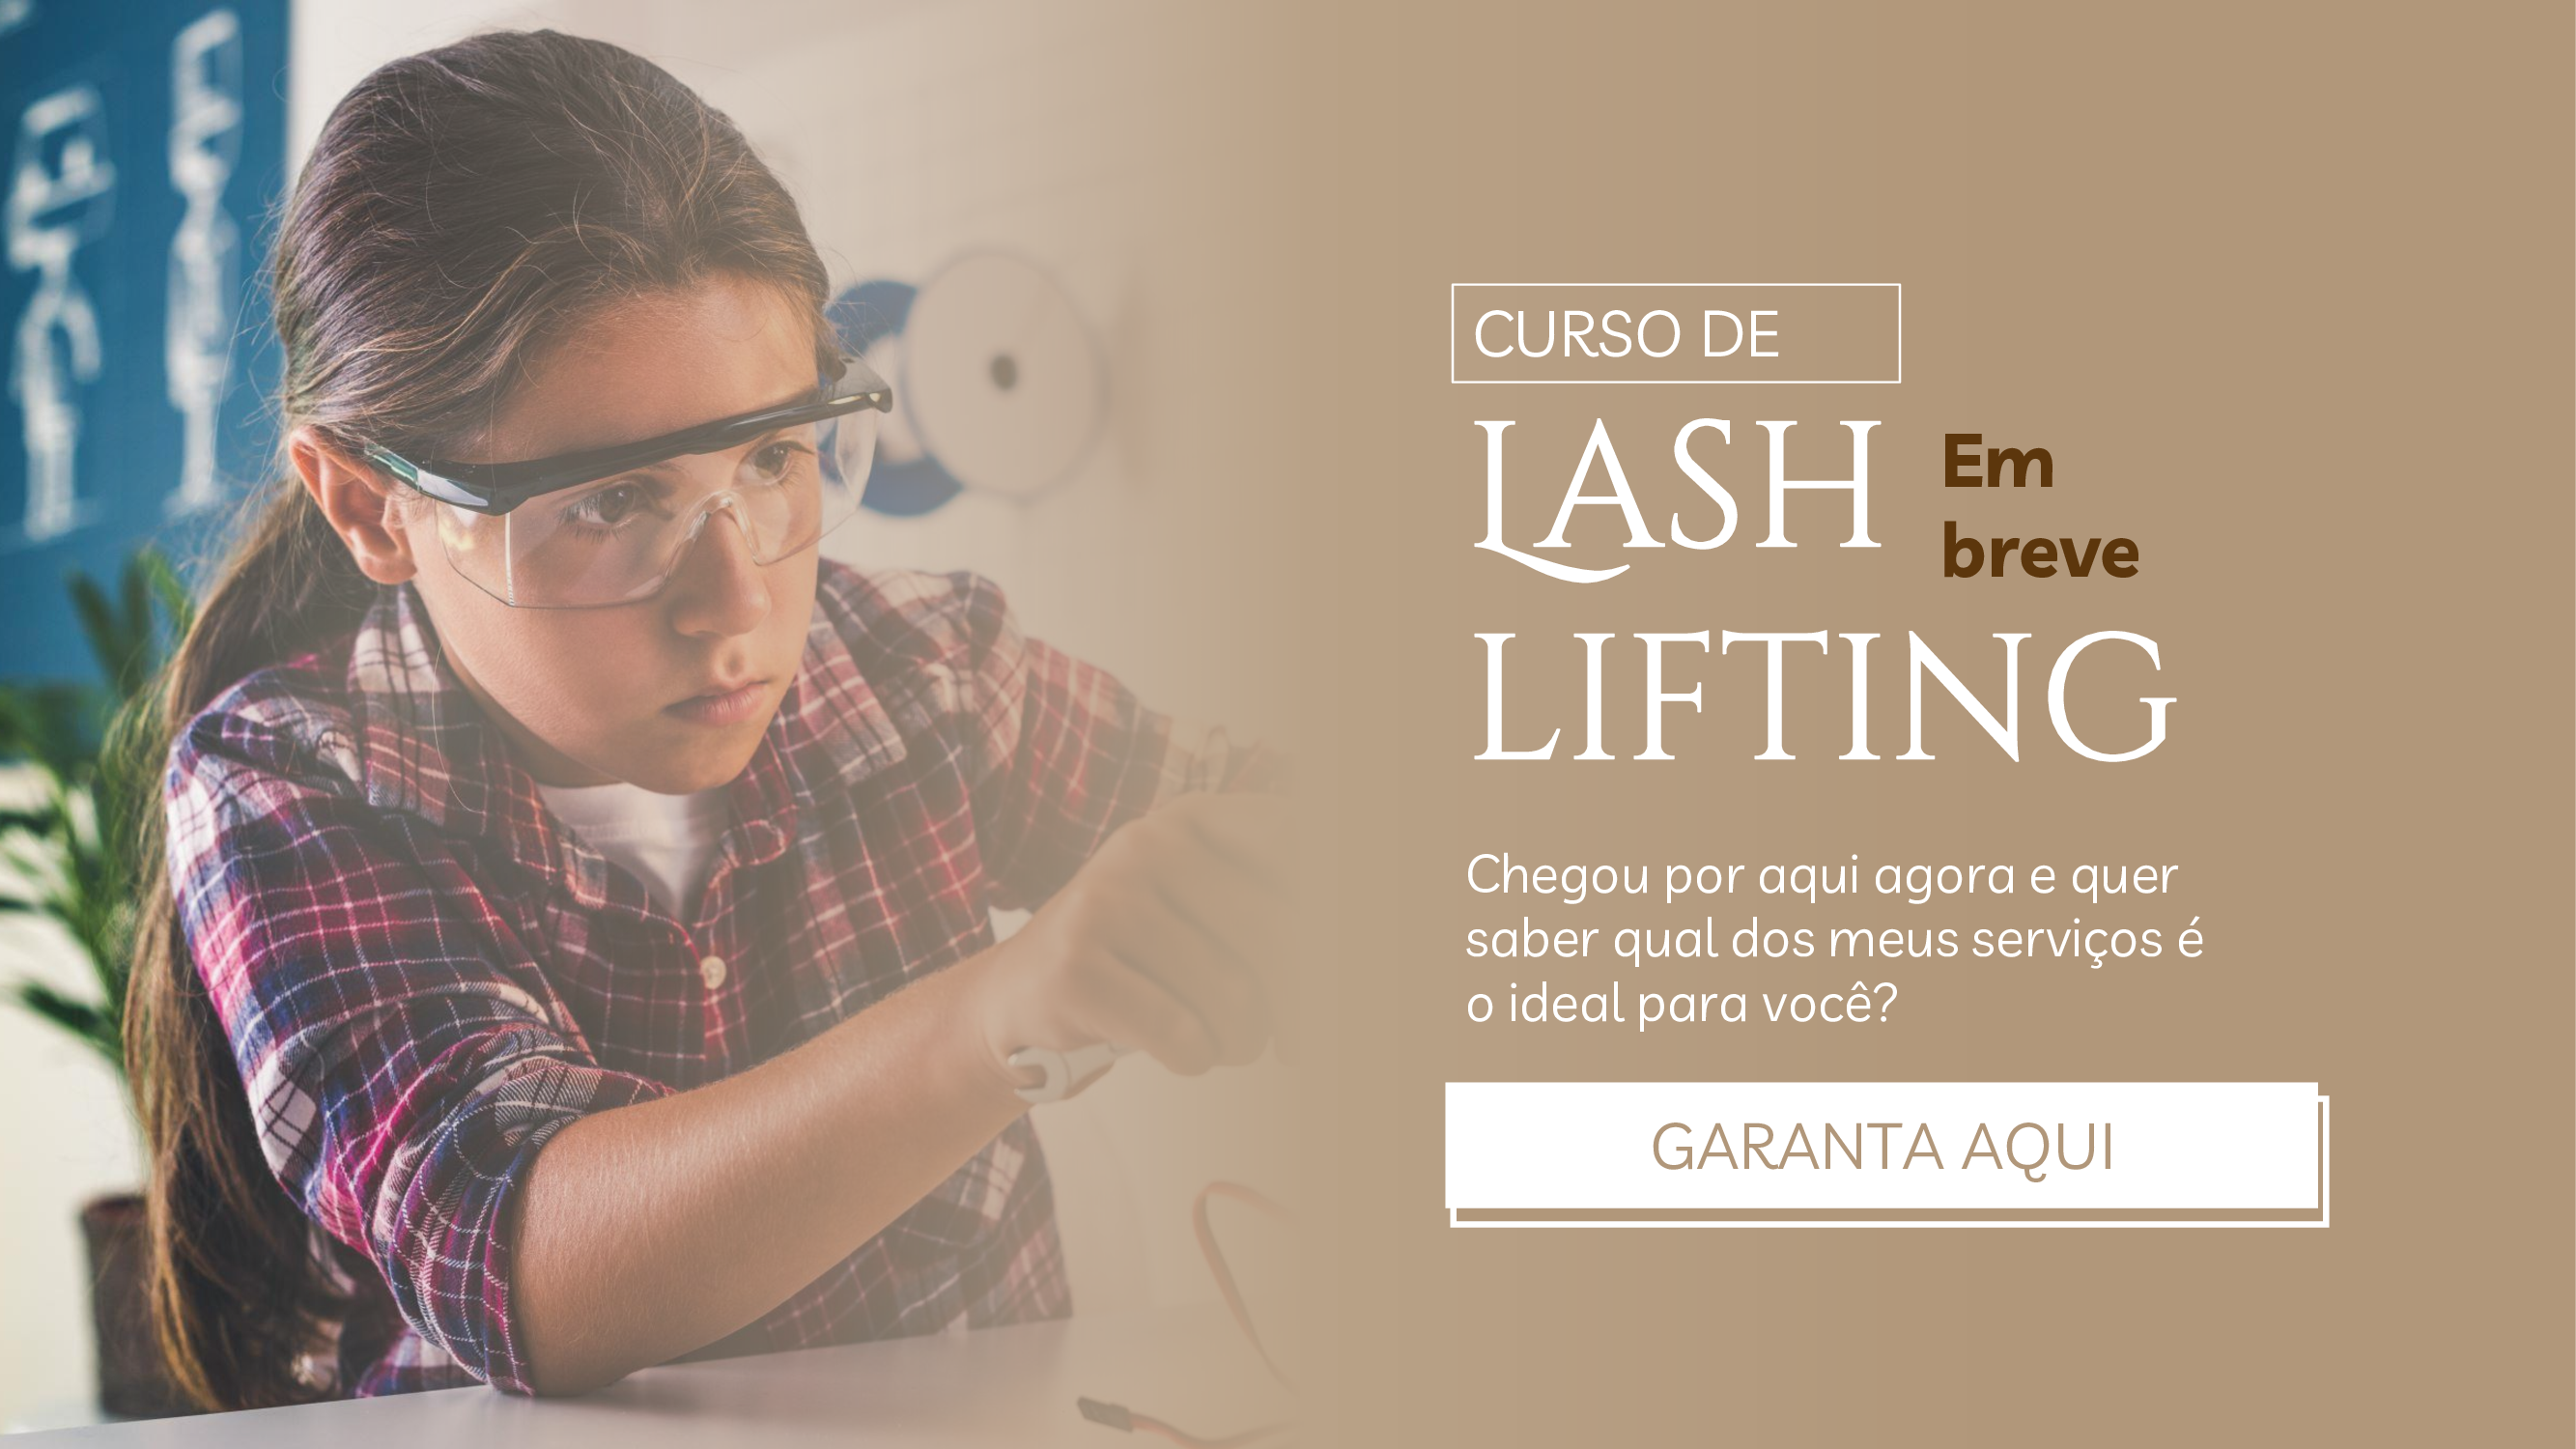 CURSO DE
LASH
Em
breve
LIFTING
Chegou por aqui agora e quer
saber qual dos meus serviços é
o ideal para você?
GARANTA AQUI